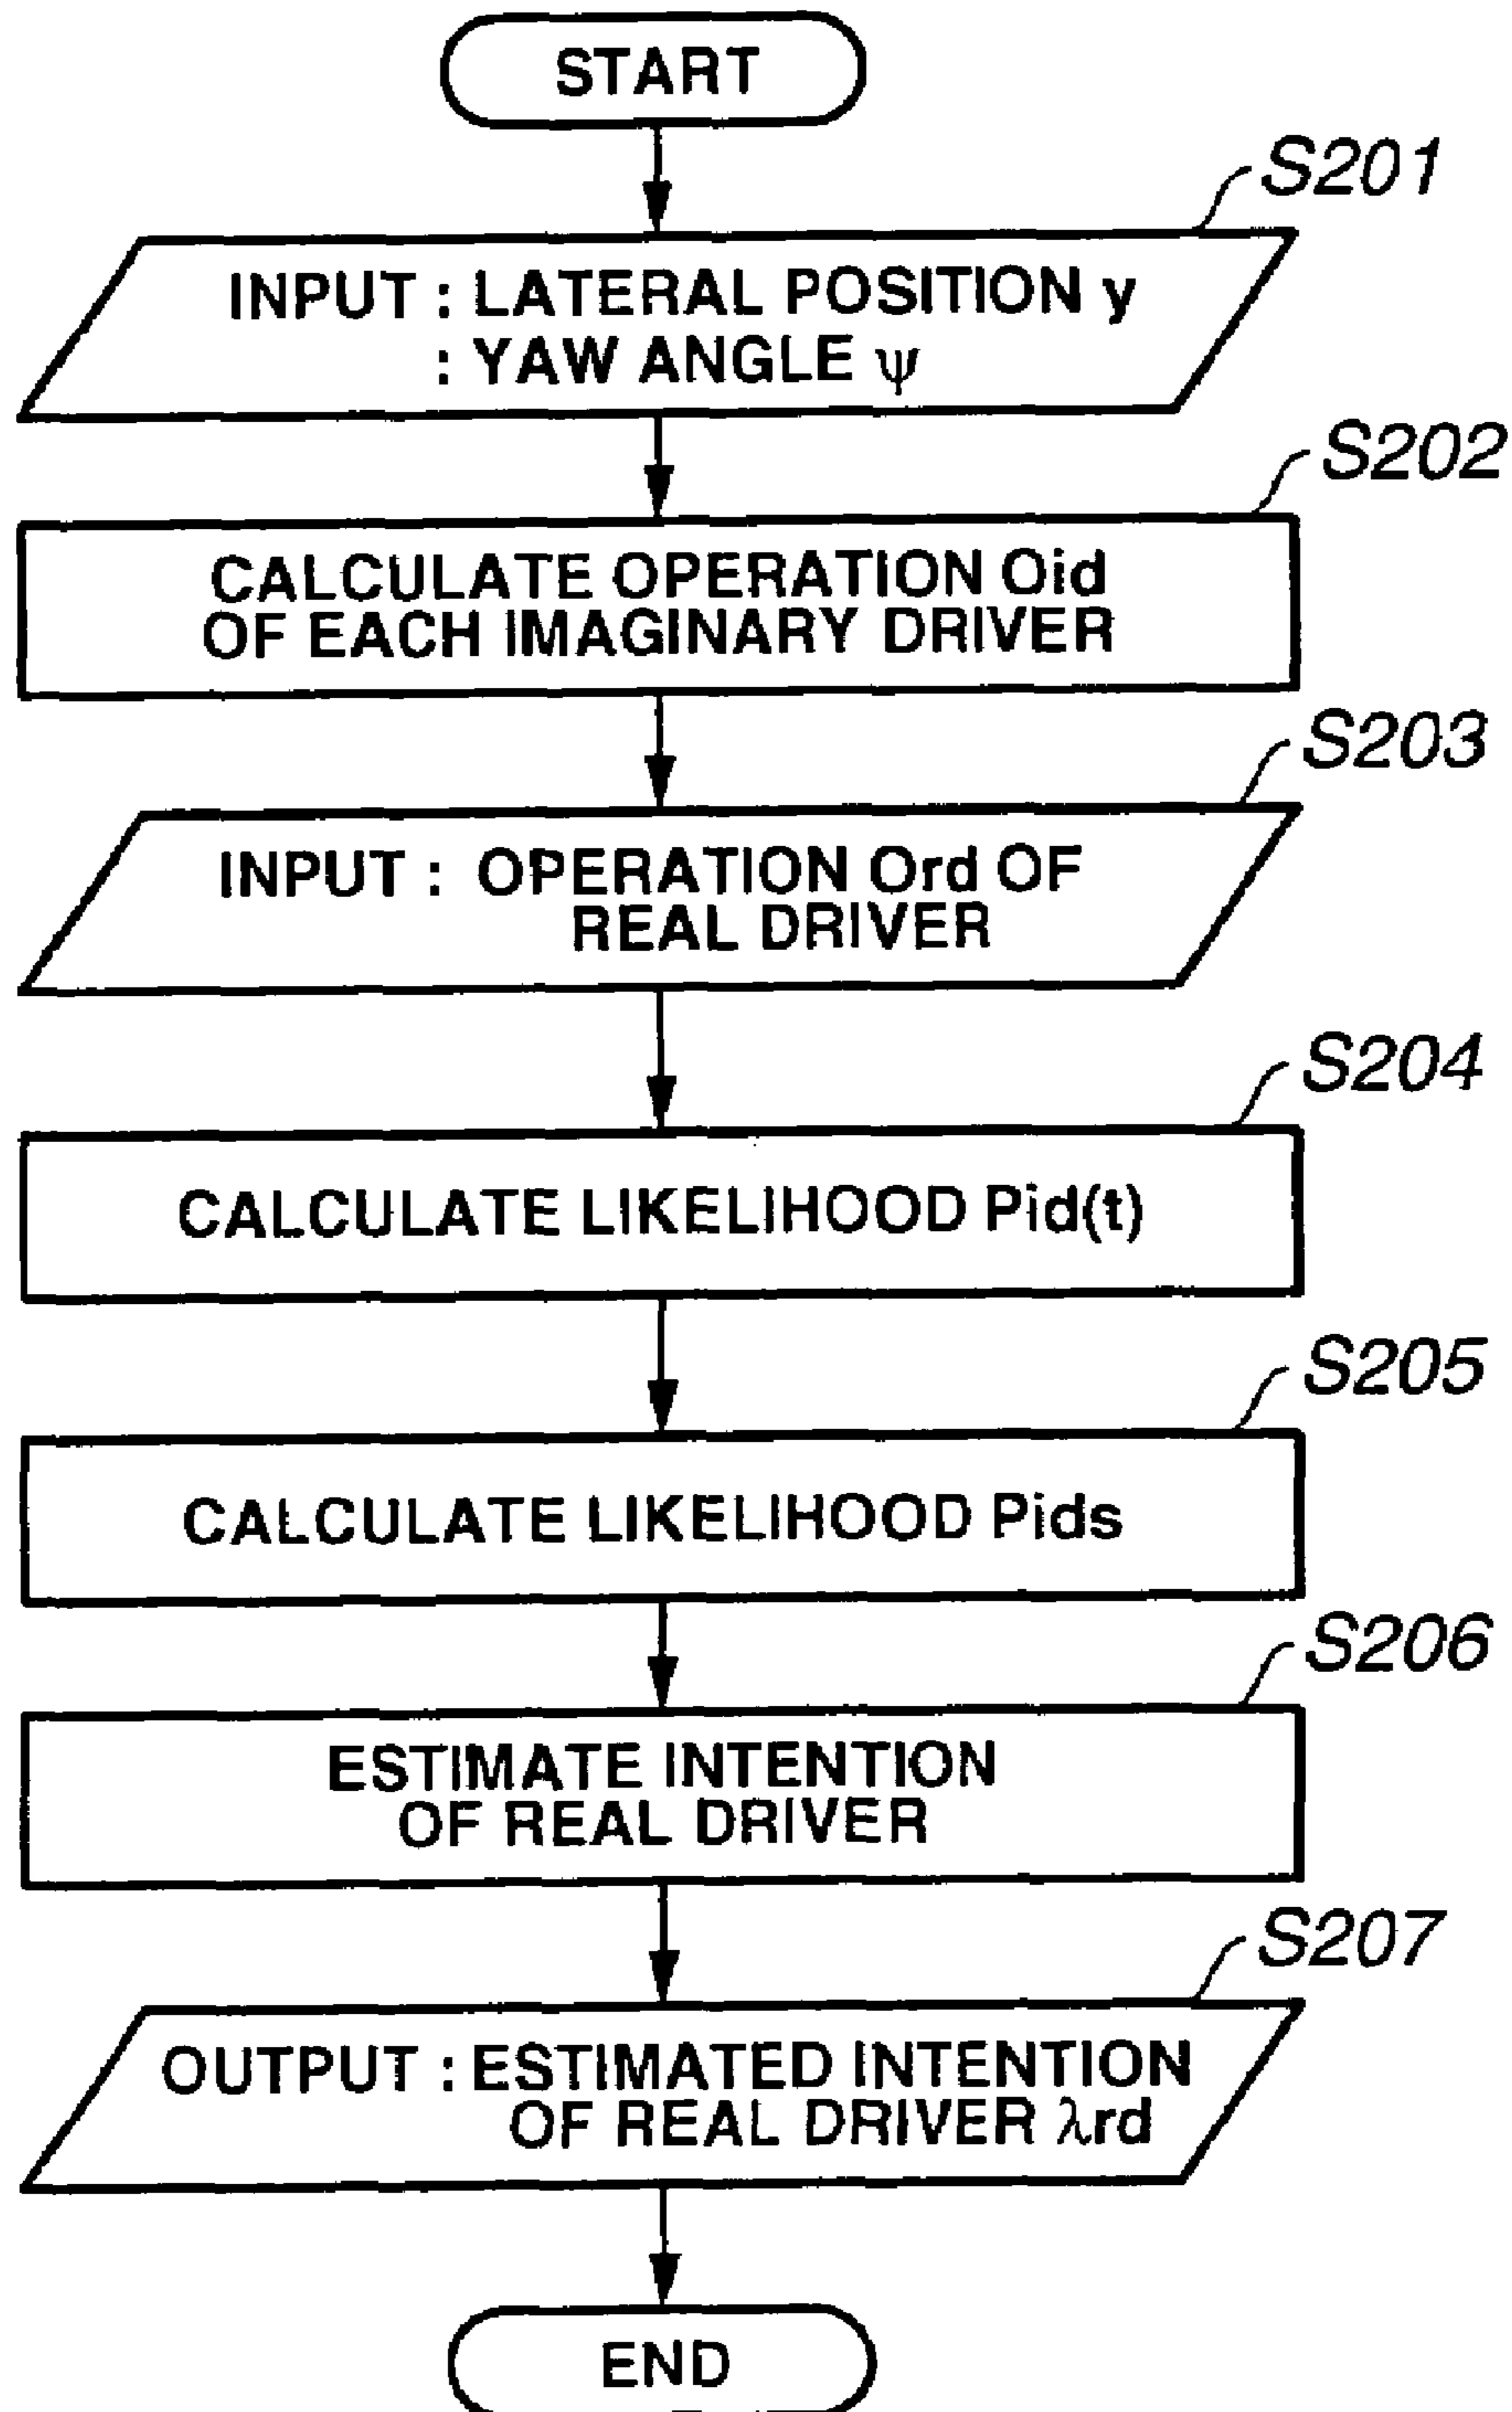 START
S201
INPUT : LATERAL POSITION y
: YAW ANGLE ψ
S202
CALCULATE OPERATION Oid
OF EACH IMAGINARY DRIVER
S203
INPUT : OPERATION Ord OF
REAL DRIVER
S204
CALCULATE LIKELIHOOD Pid(t)
S205
CALCULATE LIKELIHOOD Pids
S206
ESTIMATE INTENTION
OF REAL DRIVER
S207
OUTPUT : ESTIMATED INTENTION
OF REAL DRIVER λrd
END